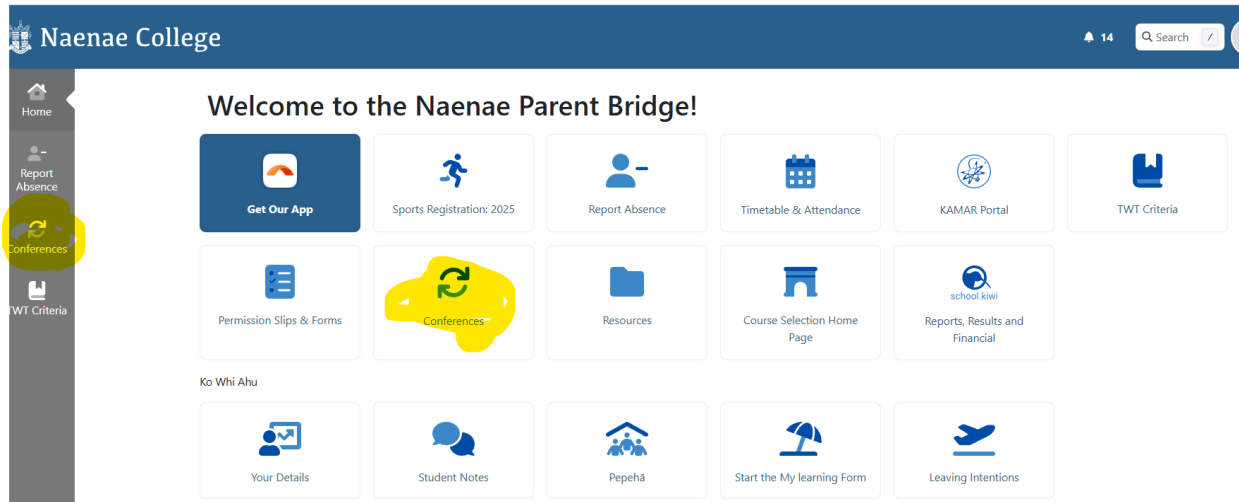 Naenae College
14
Search /
Home
Report
Absence
Conferences
TWT Criteria
Welcome to the Naenae Parent Bridge!
Get Our App
Sports Registration: 2025
Report Absence
Timetable & Attendance
KAMAR Portal
TWT Criteria
Permission Slips & Forms
Conferences
Resources
Course Selection Home
Page
school.kiwi
Reports, Results and
Financial
Ko Whi Ahu
Your Details
Student Notes
Pepehā
Start the My learning Form
Leaving Intentions